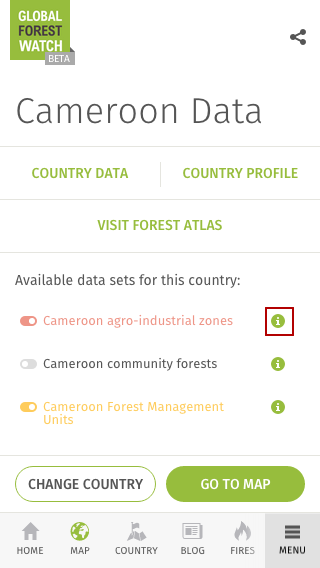 GLOBAL
FOREST
WATCH
BETA
Cameroon Data
COUNTRY DATA
COUNTRY PROFILE
VISIT FOREST ATLAS
Available data sets for this country:
Cameroon agro-industrial zones
Cameroon community forests
Cameroon Forest Management
Units
CHANGE COUNTRY
GO TO MAP
HOME
MAP
COUNTRY
BLOG
FIRES
MENU